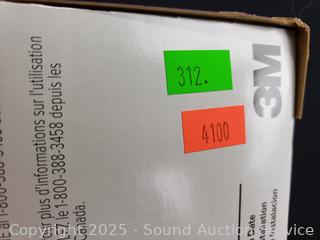 312.
4100
3M
plus d'informations sur l'utilisation
le 1-800-388-3458 depuis les
Canada.
Copyright 2025 - Sound Auction Service